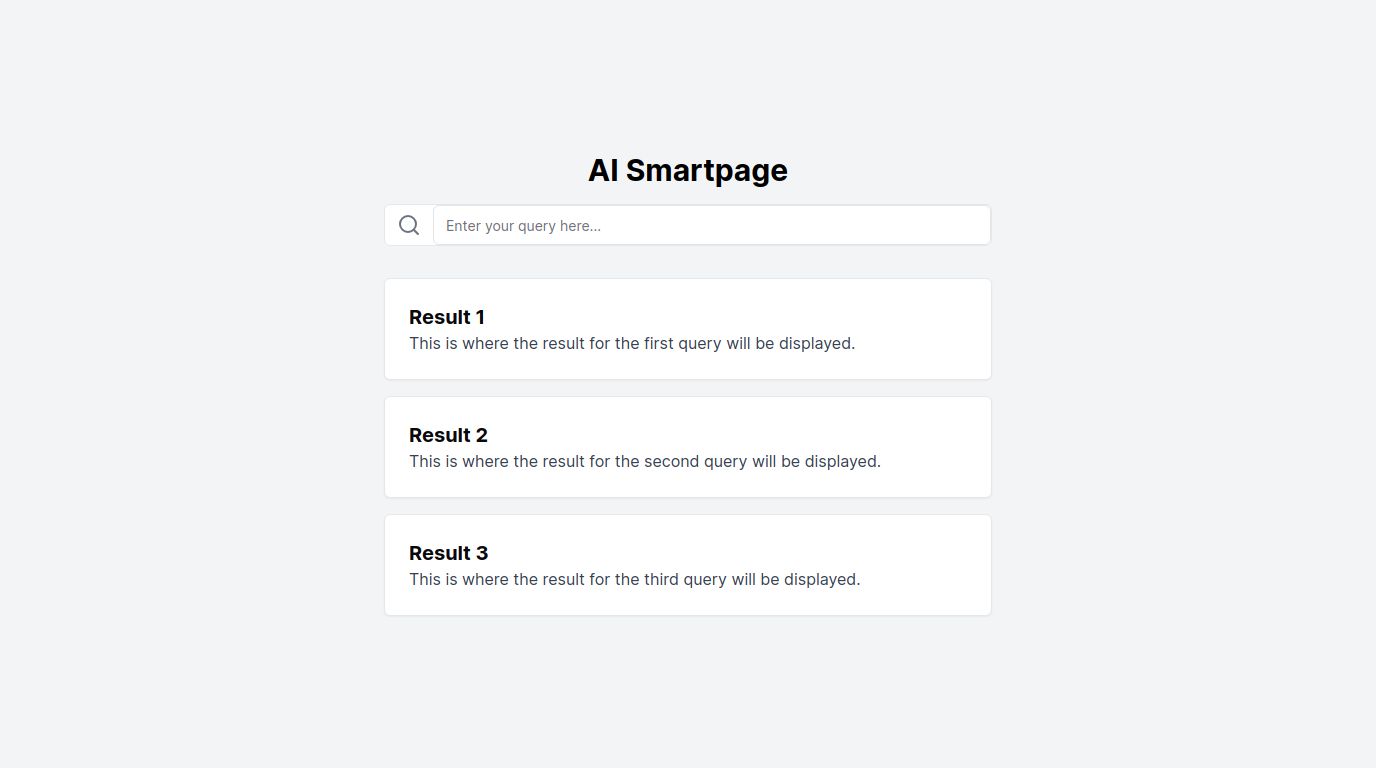 AI Smartpage
Enter your query here...
Result 1
This is where the result for the first query will be displayed.
Result 2
This is where the result for the second query will be displayed.
Result 3
This is where the result for the third query will be displayed.